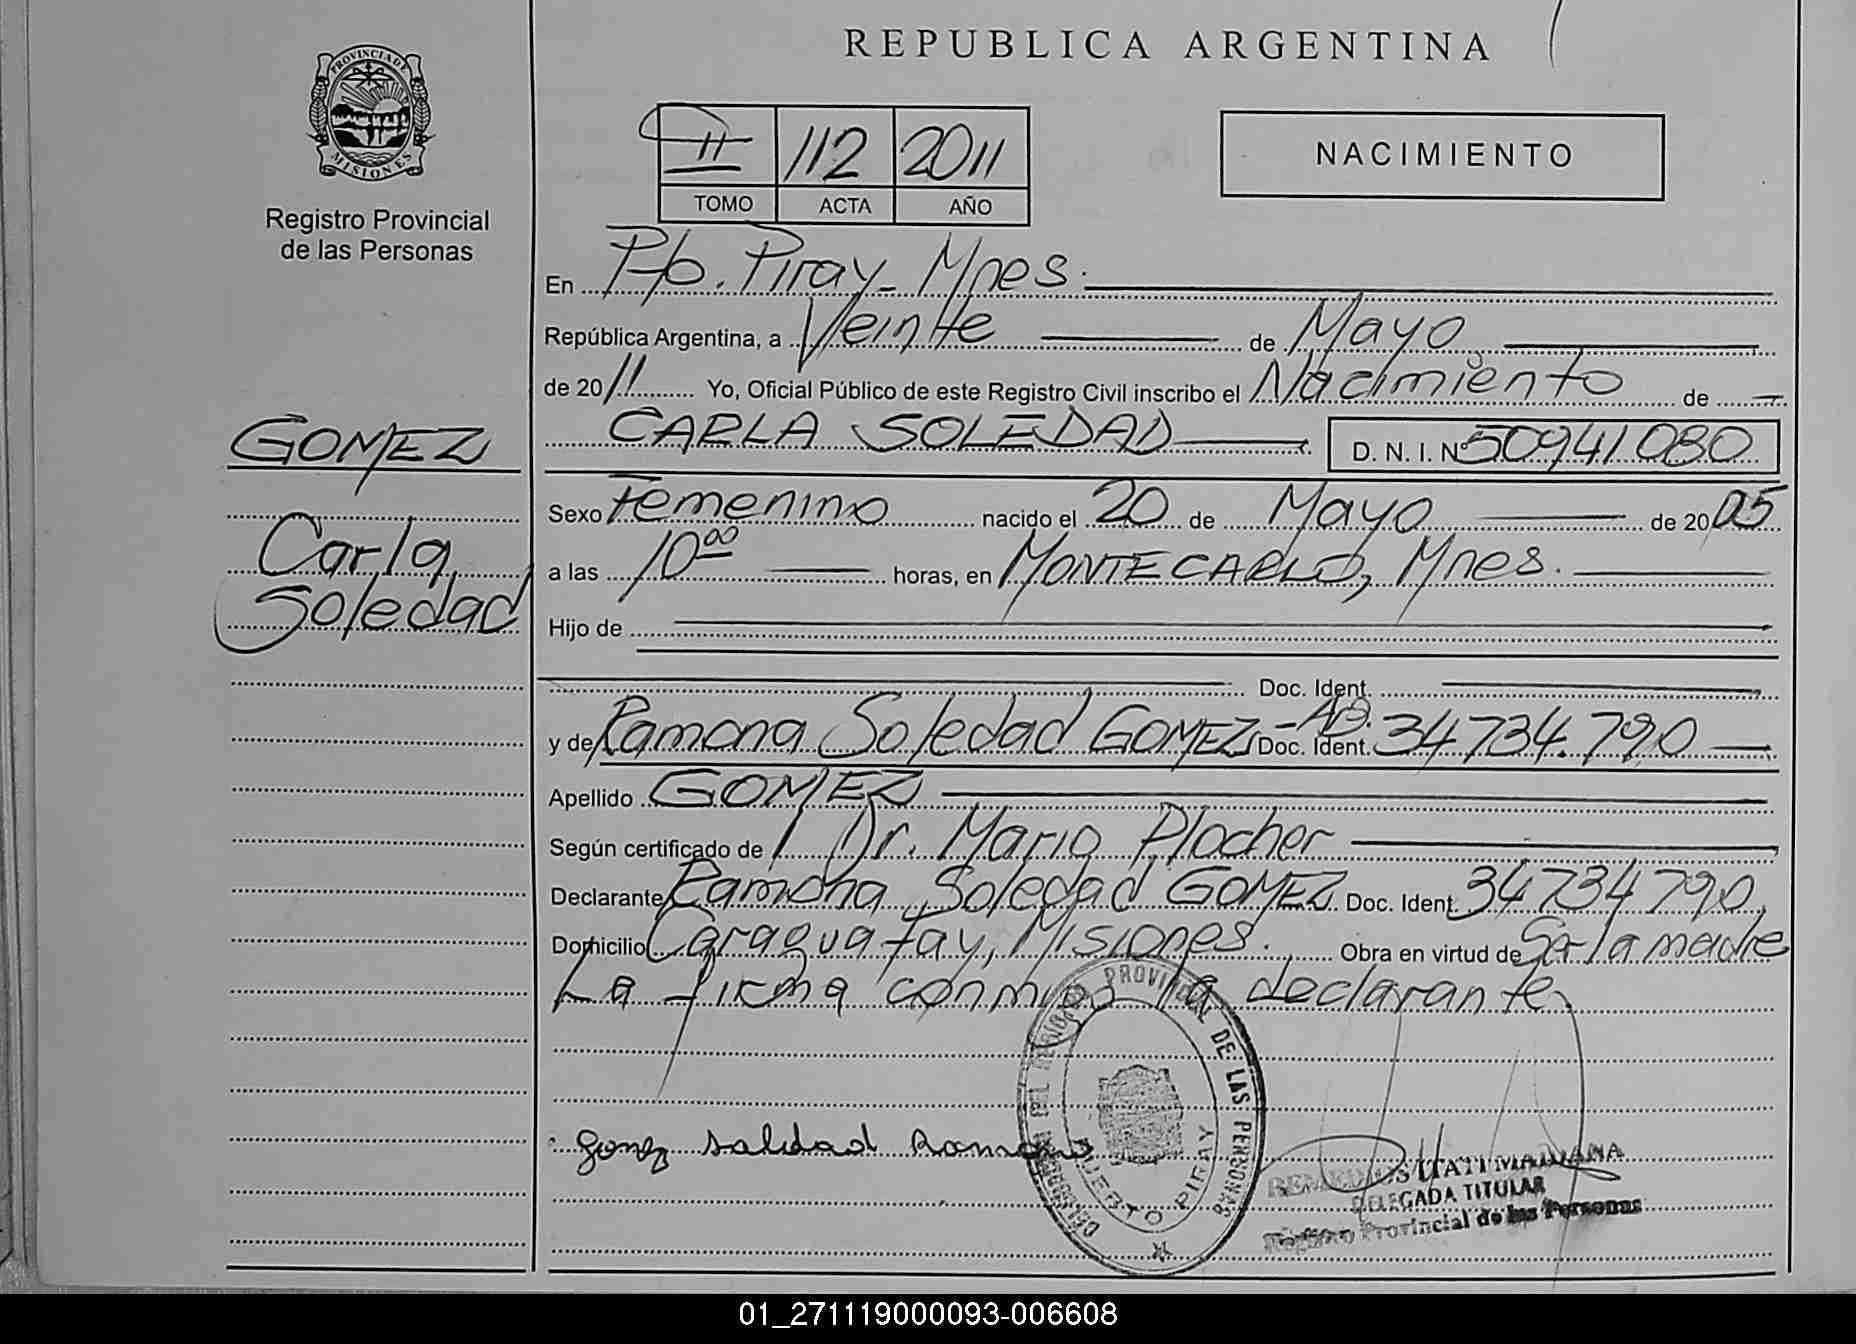 REPUBLICA ARGENTINA
PROVINCIA DE
MISIONES
Registro Provincial
de las Personas
II 112 2011
TOMO ACTA AÑO
NACIMIENTO
En Pto. Piray - Mnes.
República Argentina, a Veinte de Mayo
de 2011 Yo, Oficial Público de este Registro Civil inscribo el Nacimiento de
CARLA SOLEDAD D. N. I. Nº 50941080
GOMEZ
Carla
Soledad
Sexo Femenino nacido el 20 de Mayo de 2005
a las 10 00 horas, en MONTECARLO, Mnes.
Hijo de
Doc. Ident.
y de Ramona Soledad GOMEZ - Doc. Ident. 34734.790
Apellido GOMEZ
Según certificado de Dr. Mario Plocher
Declarante Ramona Soledad GOMEZ Doc. Ident. 34734790
Domicilio Caraguatay, Misiones. Obra en virtud de Ser la madre
La firma conmigo la declarante
Gomez Soledad Ramona
PROVINCIAL DE LAS PERSONAS
PUERTO PIRAY
DELEGADA TITULAR
Registro Provincial de las Personas
01_271119000093-006608